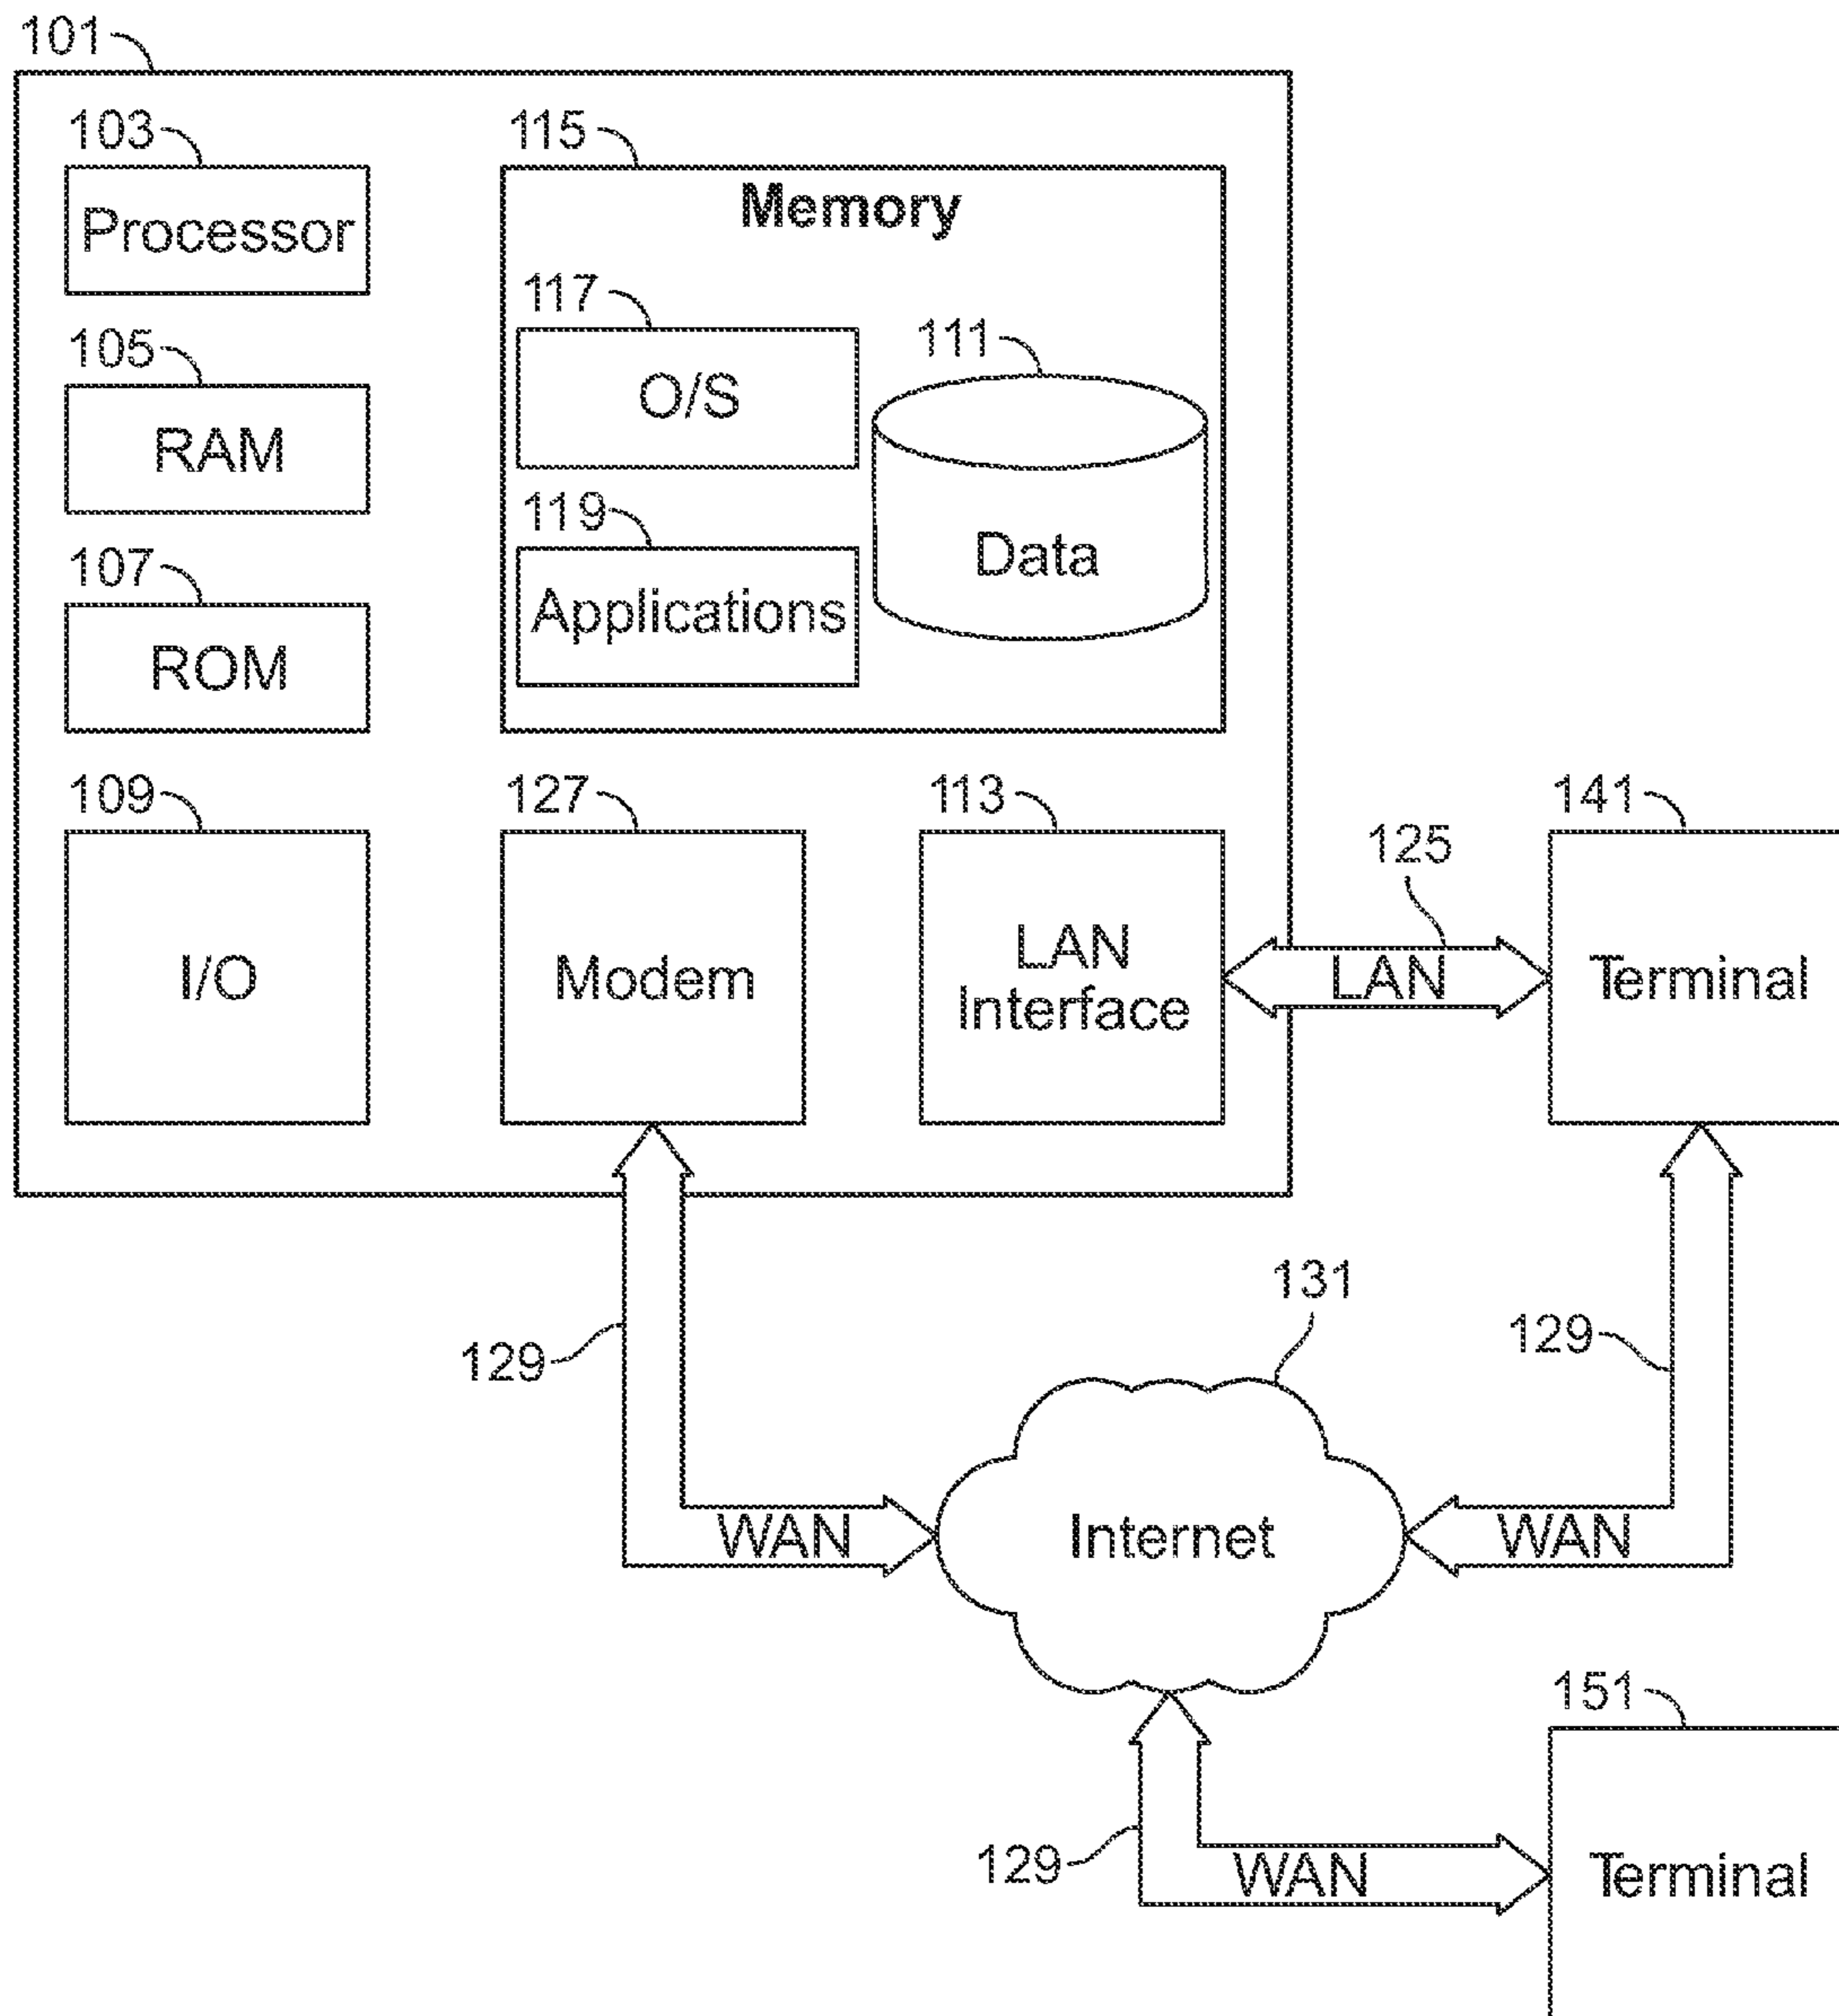 101
103
Processor
105
RAM
107
ROM
115
Memory
117
O/S
111
Data
119
Applications
109
I/O
127
Modem
113
LAN
Interface
125
LAN
141
Terminal
129
WAN
131
Internet
129
WAN
129
WAN
151
Terminal